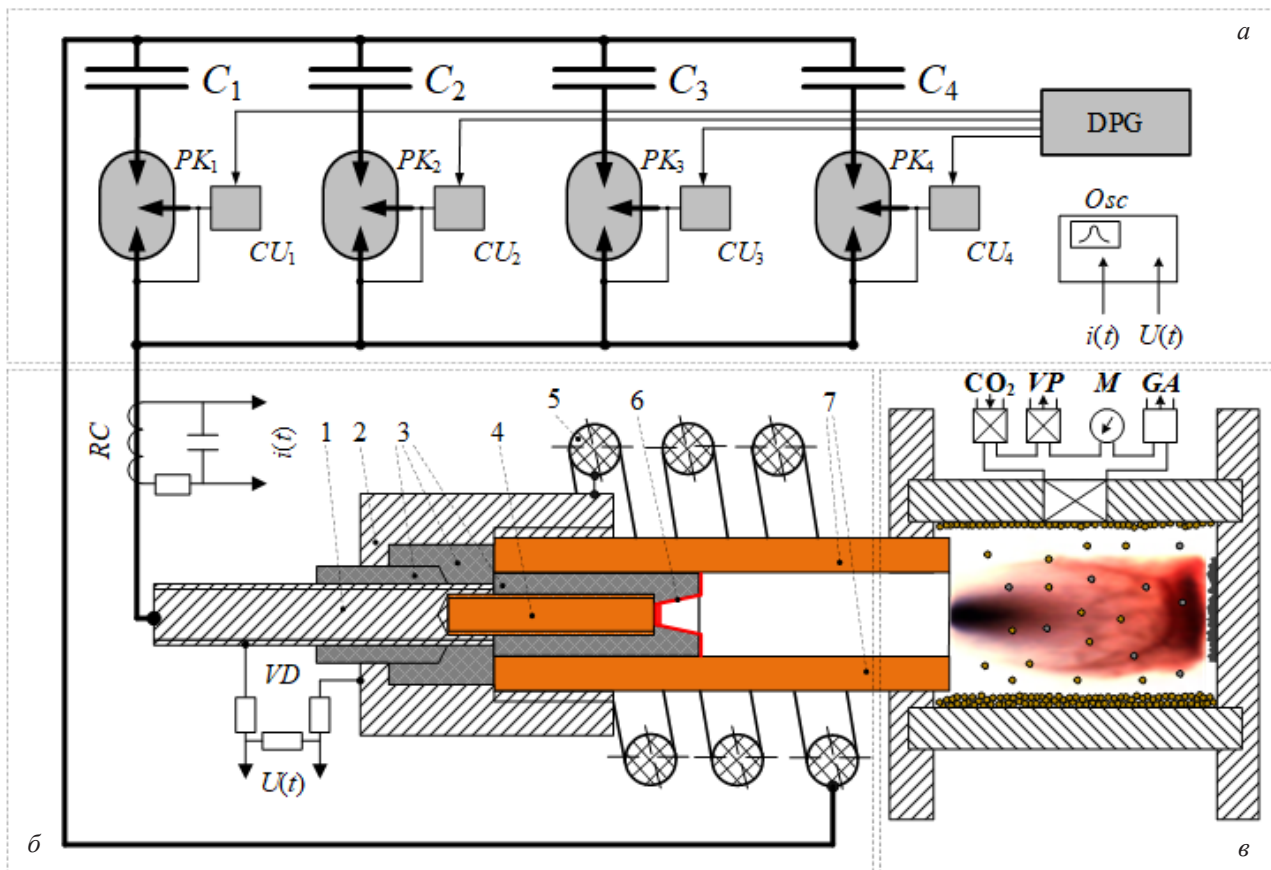 а
C₁ C₂ C₃ C₄
DPG
PK₁ PK₂ PK₃ PK₄
Osc
CU₁ CU₂ CU₃ CU₄
i(t) U(t)
CO₂ VP M GA
RC
i(t)
1 2 3 4 5 6 7
VD
U(t)
б
в